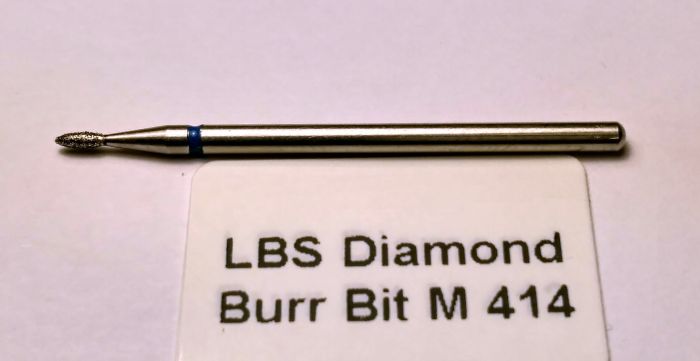 LBS Diamond
Burr Bit M 414